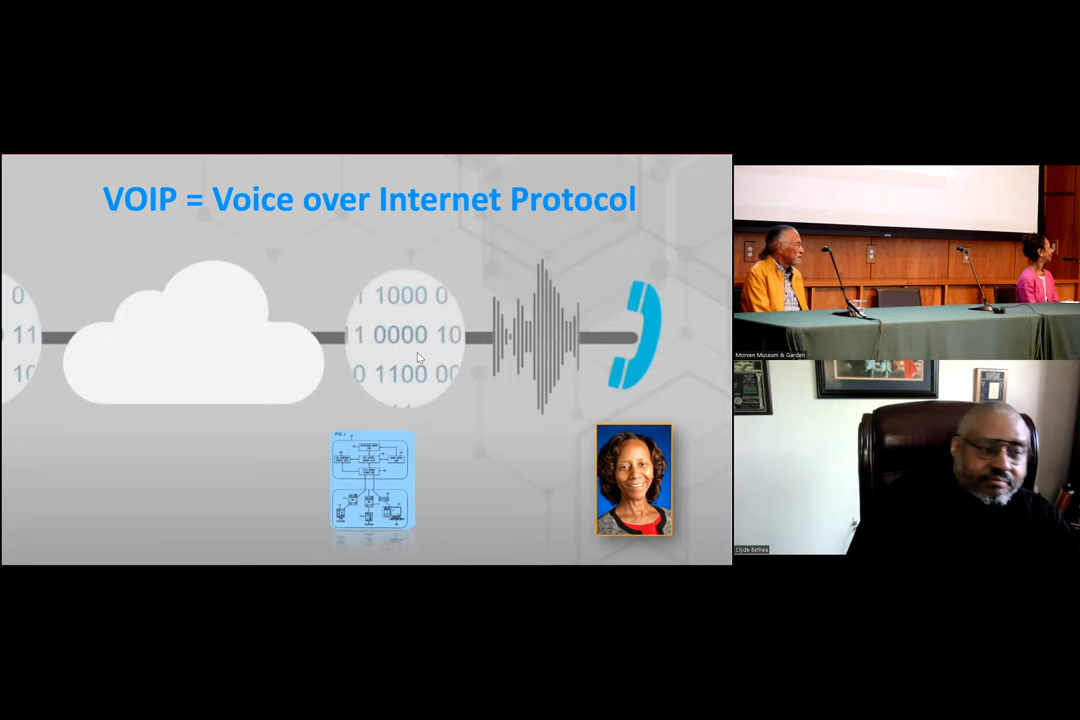 VOIP = Voice over Internet Protocol
0
11
10
1 1000 0
1 0000 10
0 1100 00
Morven Museum & Garden
Clyde Bethea